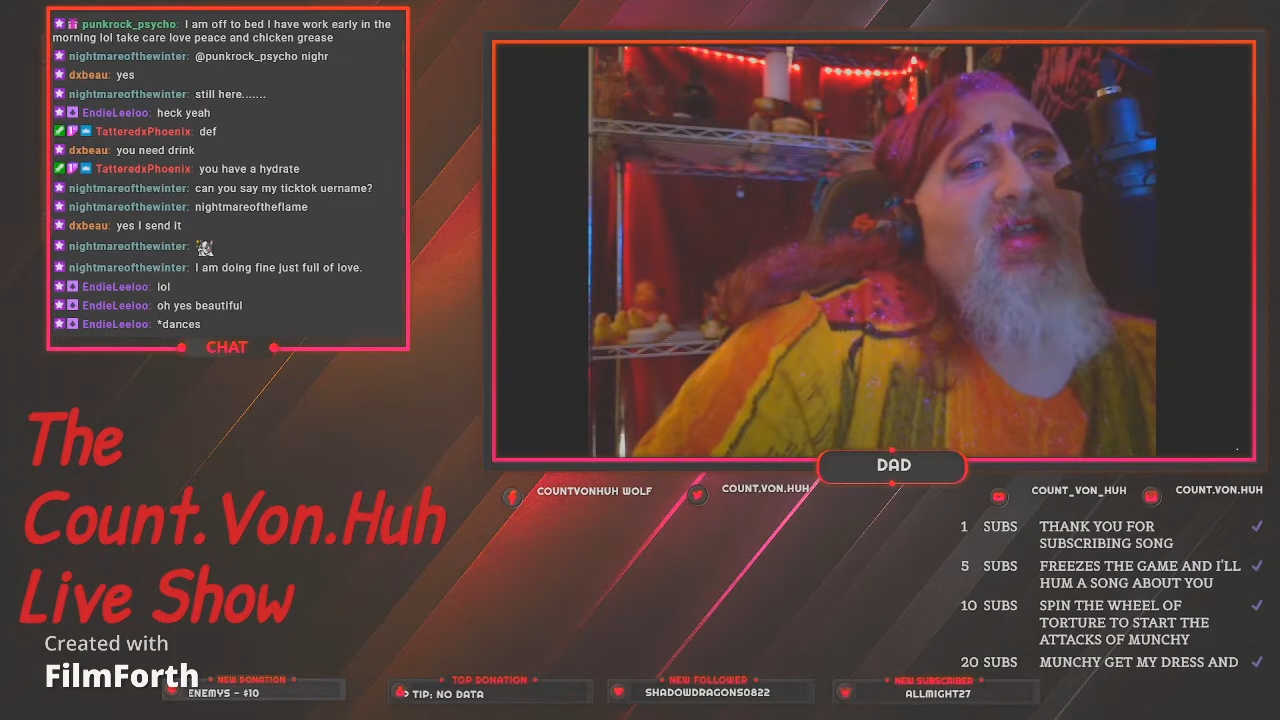 punkrock_psycho: I am off to bed I have work early in the
morning lol take care love peace and chicken grease
nightmareofthewinter: @punkrock_psycho nighr
dxbeau: yes
nightmareofthewinter: still here.......
EndieLeeloo: heck yeah
TatteredxPhoenix: def
dxbeau: you need drink
TatteredxPhoenix: you have a hydrate
nightmareofthewinter: can you say my ticktok uername?
nightmareofthewinter: nightmareoftheflame
dxbeau: yes I send it
nightmareofthewinter:
nightmareofthewinter: I am doing fine just full of love.
EndieLeeloo: lol
EndieLeeloo: oh yes beautiful
EndieLeeloo: *dances
CHAT
DAD
COUNTVONHUH WOLF
COUNT.VON.HUH
COUNT_VON_HUH
COUNT.VON.HUH
The
Count.Von.Huh
Live Show
1 SUBS THANK YOU FOR
SUBSCRIBING SONG
5 SUBS FREEZES THE GAME AND I'LL
HUM A SONG ABOUT YOU
10 SUBS SPIN THE WHEEL OF
TORTURE TO START THE
ATTACKS OF MUNCHY
20 SUBS MUNCHY GET MY DRESS AND
Created with
FilmForth
NEW DONATION
ENEMYS - $10
TOP DONATION
P TIP: NO DATA
NEW FOLLOWER
SHADOWDRAGONS0822
NEW SUBSCRIBED
ALLMIGHT27